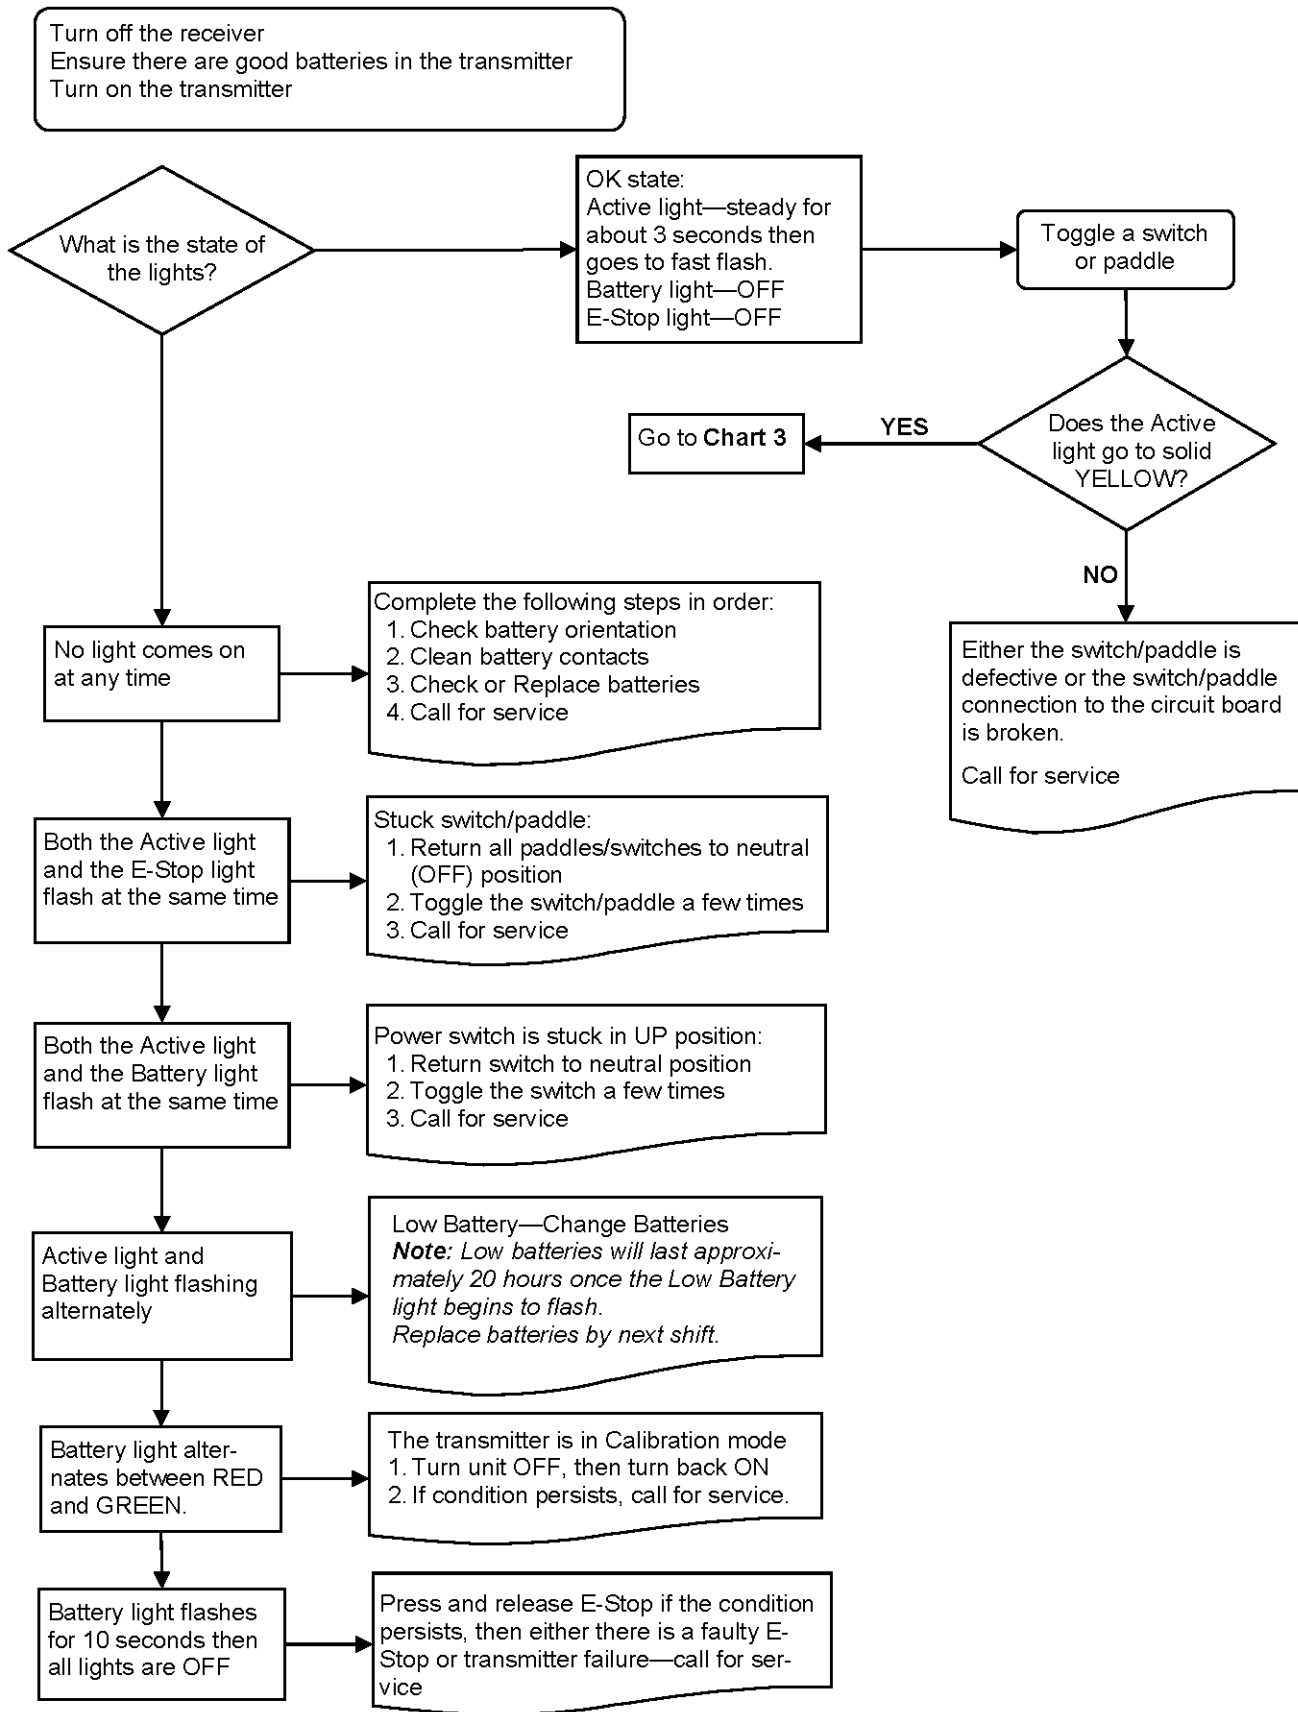 Turn off the receiver
Ensure there are good batteries in the transmitter
Turn on the transmitter
What is the state of
the lights?
OK state:
Active light—steady for
about 3 seconds then
goes to fast flash.
Battery light—OFF
E-Stop light—OFF
Toggle a switch
or paddle
Does the Active
light go to solid
YELLOW?
YES
Go to Chart 3
NO
Either the switch/paddle is
defective or the switch/paddle
connection to the circuit board
is broken.
Call for service
No light comes on
at any time
Complete the following steps in order:
1. Check battery orientation
2. Clean battery contacts
3. Check or Replace batteries
4. Call for service
Both the Active light
and the E-Stop light
flash at the same time
Stuck switch/paddle:
1. Return all paddles/switches to neutral
(OFF) position
2. Toggle the switch/paddle a few times
3. Call for service
Both the Active light
and the Battery light
flash at the same time
Power switch is stuck in UP position:
1. Return switch to neutral position
2. Toggle the switch a few times
3. Call for service
Active light and
Battery light flashing
alternately
Low Battery—Change Batteries
Note: Low batteries will last approxi-
mately 20 hours once the Low Battery
light begins to flash.
Replace batteries by next shift.
Battery light alter-
nates between RED
and GREEN.
The transmitter is in Calibration mode
1. Turn unit OFF, then turn back ON
2. If condition persists, call for service.
Battery light flashes
for 10 seconds then
all lights are OFF
Press and release E-Stop if the condition
persists, then either there is a faulty E-
Stop or transmitter failure—call for ser-
vice